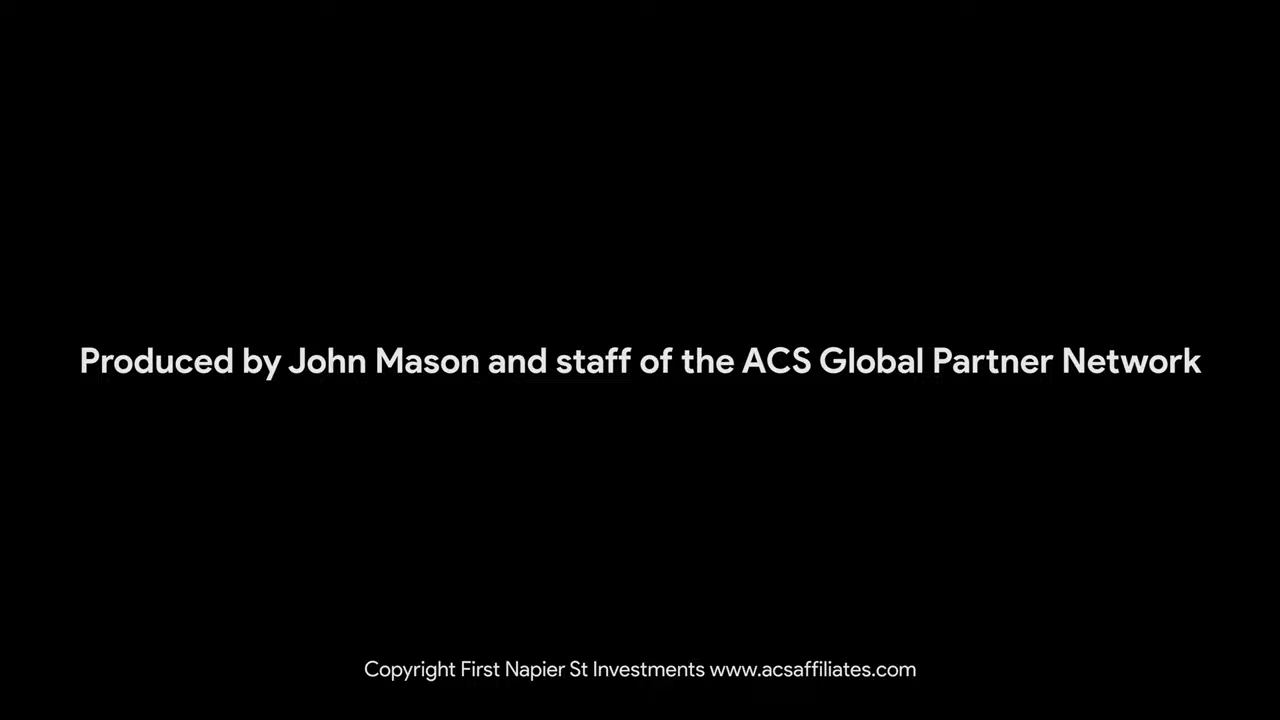 Produced by John Mason and staff of the ACS Global Partner Network
Copyright First Napier St Investments www.acsaffiliates.com